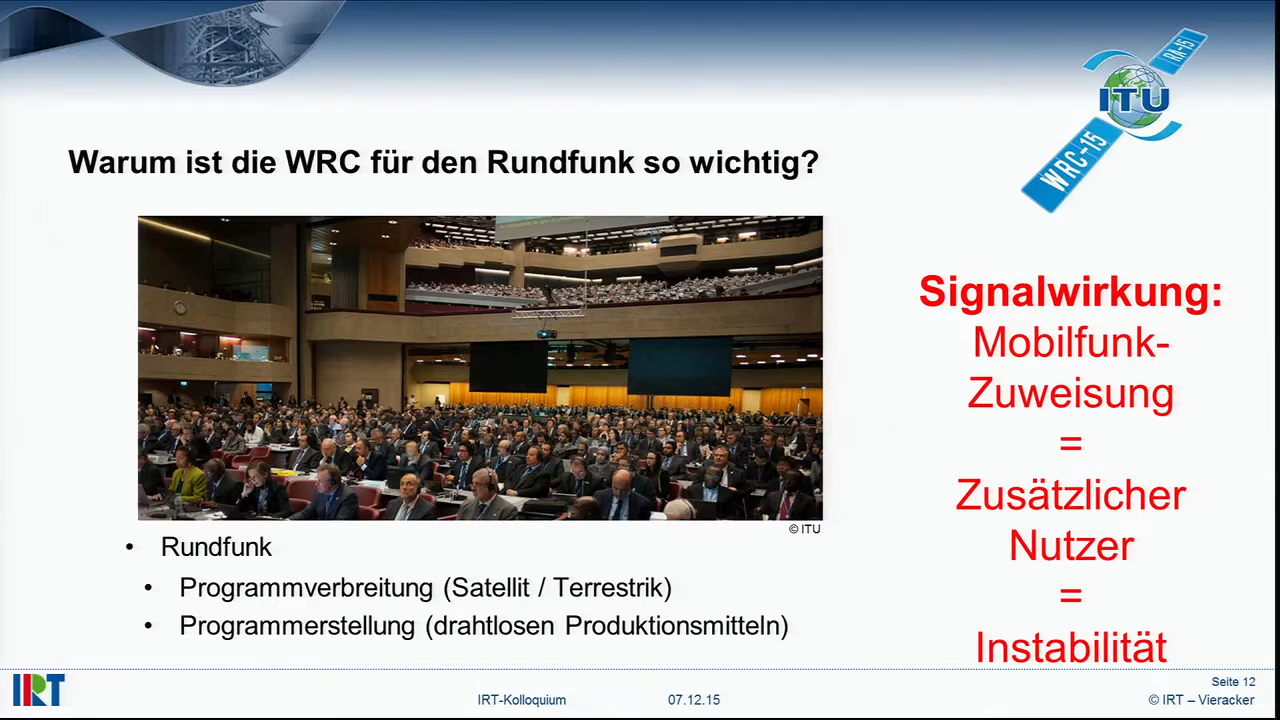 RA-15
ITU
WRC-15
Warum ist die WRC für den Rundfunk so wichtig?
Signalwirkung:
Mobilfunk-
Zuweisung
=
Zusätzlicher
Nutzer
=
Instabilität
© ITU
• Rundfunk
• Programmverbreitung (Satellit / Terrestrik)
• Programmerstellung (drahtlosen Produktionsmitteln)
IRT
IRT-Kolloquium
07.12.15
Seite 12
© IRT – Vieracker